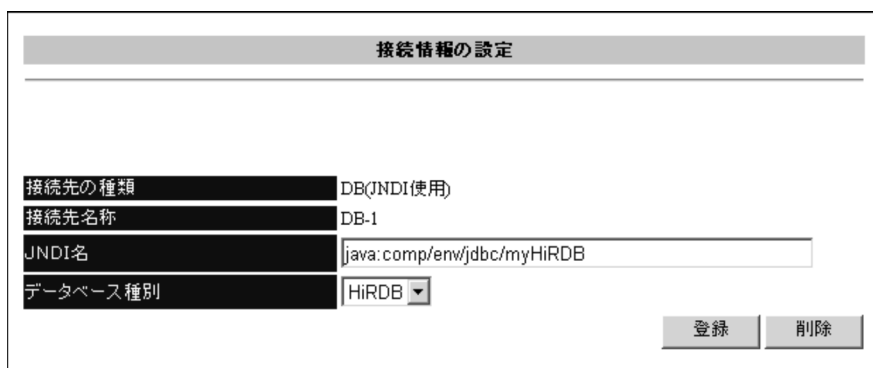 接続情報の設定
接続先の種類 DB(JNDI使用)
接続先名称 DB-1
JNDI名 java:comp/env/jdbc/myHiRDB
データベース種別 HiRDB
登録 削除